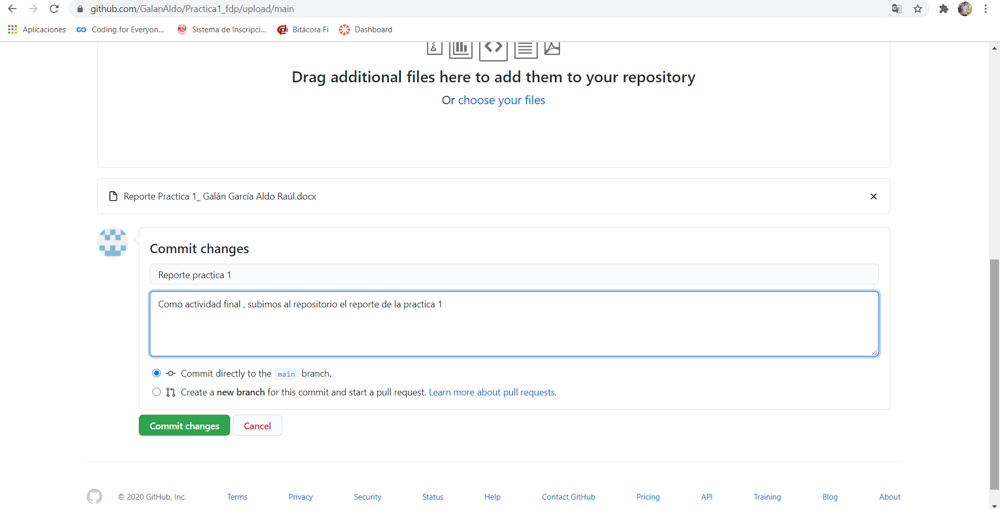 github.com/GalanAldo/Practica1_fdp/upload/main
Aplicaciones Coding for Everyon... Sistema de Inscripci... Bitácora Fi Dashboard
Drag additional files here to add them to your repository
Or choose your files
Reporte Practica 1_ Galán García Aldo Raúl.docx
Commit changes
Reporte practica 1
Como actividad final , subimos al repositorio el reporte de la practica 1
Commit directly to the main branch.
Create a new branch for this commit and start a pull request. Learn more about pull requests.
Commit changes Cancel
© 2020 GitHub, Inc. Terms Privacy Security Status Help Contact GitHub Pricing API Training Blog About